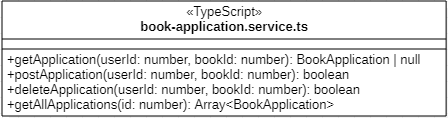 «TypeScript»
book-application.service.ts
+getApplication(userId: number, bookId: number): BookApplication | null
+postApplication(userId: number, bookId: number): boolean
+deleteApplication(userId: number, bookId: number): boolean
+getAllApplications(id: number): Array<BookApplication>